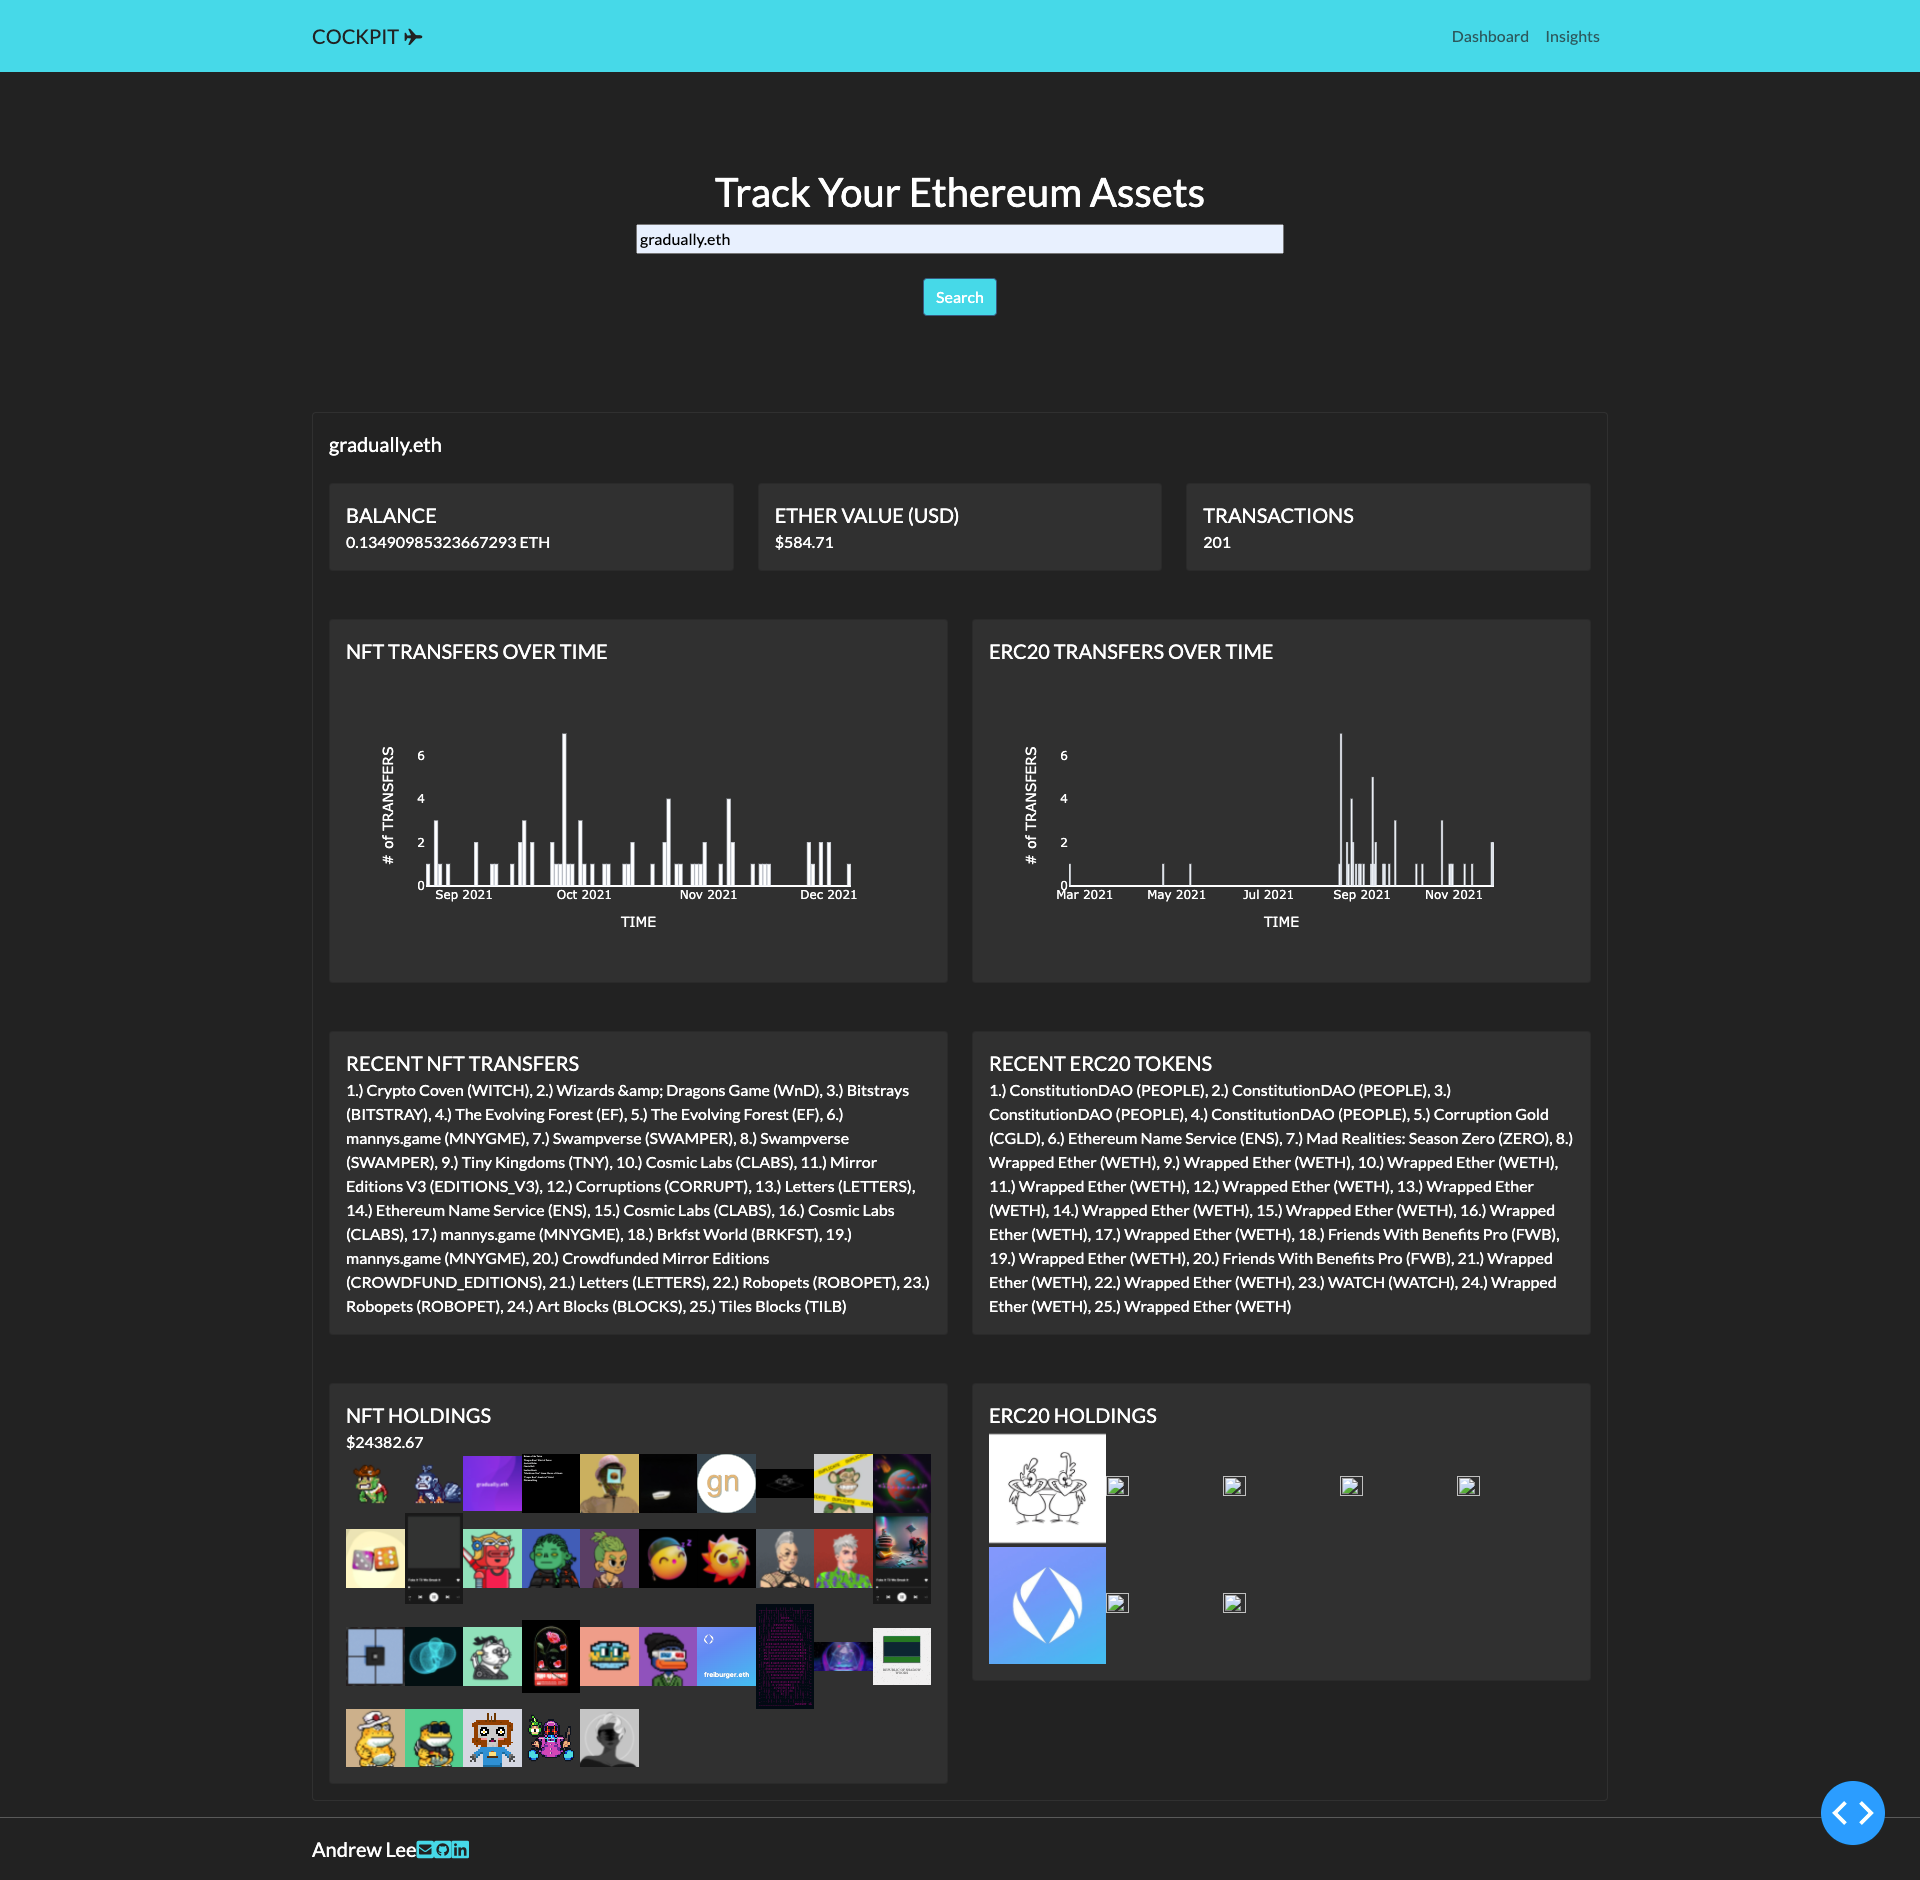 COCKPIT
Dashboard
Insights
Track Your Ethereum Assets
gradually.eth
Search
gradually.eth
BALANCE
0.13490985323667293 ETH
ETHER VALUE (USD)
$584.71
TRANSACTIONS
201
NFT TRANSFERS OVER TIME
# of TRANSFERS
6
4
2
0
Sep 2021
Oct 2021
Nov 2021
Dec 2021
TIME
ERC20 TRANSFERS OVER TIME
# of TRANSFERS
6
4
2
0
Mar 2021
May 2021
Jul 2021
Sep 2021
Nov 2021
TIME
RECENT NFT TRANSFERS
1.) Crypto Coven (WITCH), 2.) Wizards &amp; Dragons Game (WnD), 3.) Bitstrays
(BITSTRAY), 4.) The Evolving Forest (EF), 5.) The Evolving Forest (EF), 6.)
mannys.game (MNYGME), 7.) Swampverse (SWAMPER), 8.) Swampverse
(SWAMPER), 9.) Tiny Kingdoms (TNY), 10.) Cosmic Labs (CLABS), 11.) Mirror
Editions V3 (EDITIONS_V3), 12.) Corruptions (CORRUPT), 13.) Letters (LETTERS),
14.) Ethereum Name Service (ENS), 15.) Cosmic Labs (CLABS), 16.) Cosmic Labs
(CLABS), 17.) mannys.game (MNYGME), 18.) Brkfst World (BRKFST), 19.)
mannys.game (MNYGME), 20.) Crowdfunded Mirror Editions
(CROWDFUND_EDITIONS), 21.) Letters (LETTERS), 22.) Robopets (ROBOPET), 23.)
Robopets (ROBOPET), 24.) Art Blocks (BLOCKS), 25.) Tiles Blocks (TILB)
RECENT ERC20 TOKENS
1.) ConstitutionDAO (PEOPLE), 2.) ConstitutionDAO (PEOPLE), 3.)
ConstitutionDAO (PEOPLE), 4.) ConstitutionDAO (PEOPLE), 5.) Corruption Gold
(CGLD), 6.) Ethereum Name Service (ENS), 7.) Mad Realities: Season Zero (ZERO), 8.)
Wrapped Ether (WETH), 9.) Wrapped Ether (WETH), 10.) Wrapped Ether (WETH),
11.) Wrapped Ether (WETH), 12.) Wrapped Ether (WETH), 13.) Wrapped Ether
(WETH), 14.) Wrapped Ether (WETH), 15.) Wrapped Ether (WETH), 16.) Wrapped
Ether (WETH), 17.) Wrapped Ether (WETH), 18.) Friends With Benefits Pro (FWB),
19.) Wrapped Ether (WETH), 20.) Friends With Benefits Pro (FWB), 21.) Wrapped
Ether (WETH), 22.) Wrapped Ether (WETH), 23.) WATCH (WATCH), 24.) Wrapped
Ether (WETH), 25.) Wrapped Ether (WETH)
NFT HOLDINGS
$24382.67
gradually.eth
gn
freiburger.eth
ERC20 HOLDINGS
Andrew Lee